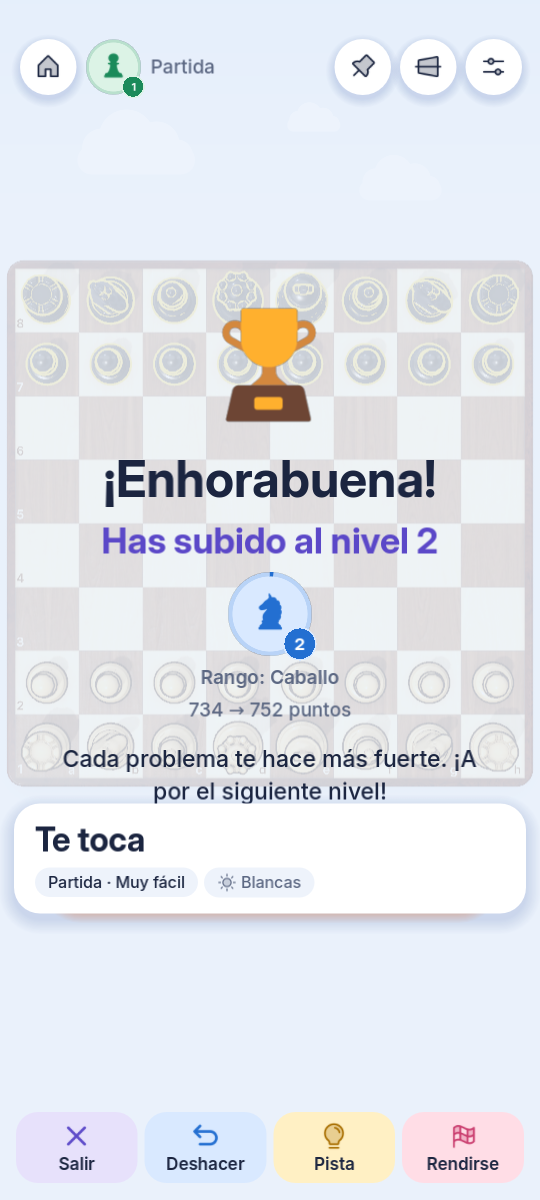 Partida
1
8
7
6
5
4
3
2
1
¡Enhorabuena!
Has subido al nivel 2
2
Rango: Caballo
734 → 752 puntos
Cada problema te hace más fuerte. ¡A
por el siguiente nivel!
Te toca
Partida · Muy fácil
Blancas
Salir
Deshacer
Pista
Rendirse